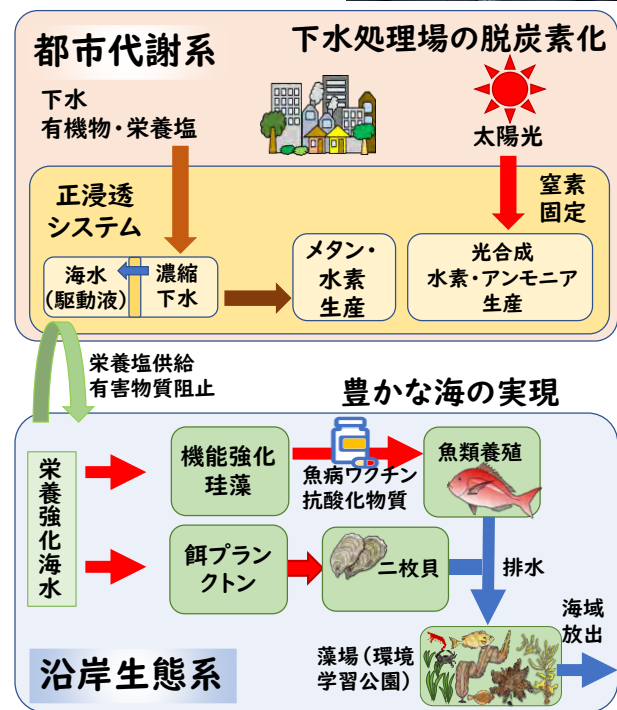 都市代謝系
下水処理場の脱炭素化
下水
有機物・栄養塩
太陽光
正浸透
システム
窒素
固定
海水
(駆動液)
濃縮
下水
メタン・
水素
生産
光合成
水素・アンモニア
生産
栄養塩供給
有害物質阻止
豊かな海の実現
栄養強化海水
機能強化
珪藻
魚病ワクチン
抗酸化物質
魚類養殖
餌プラン
クトン
二枚貝
排水
藻場(環境
学習公園)
海域
放出
沿岸生態系